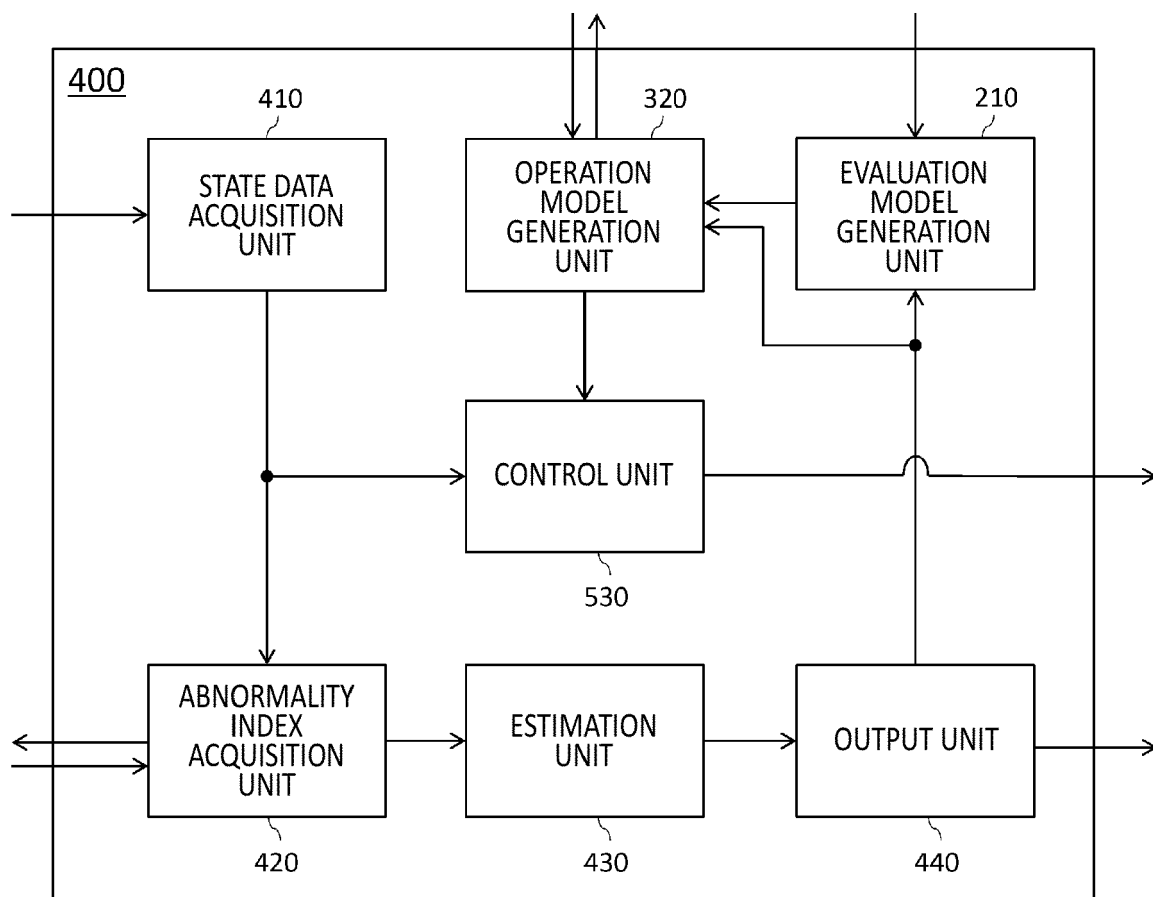 400
410
STATE DATA
ACQUISITION
UNIT
320
OPERATION
MODEL
GENERATION
UNIT
210
EVALUATION
MODEL
GENERATION
UNIT
CONTROL UNIT
530
ABNORMALITY
INDEX
ACQUISITION
UNIT
420
ESTIMATION
UNIT
430
OUTPUT UNIT
440